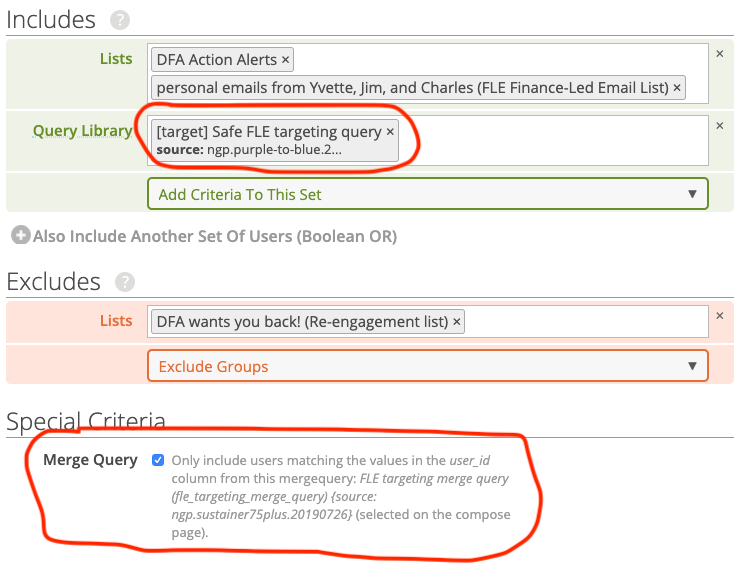 Includes ?
Lists
DFA Action Alerts ×
×
personal emails from Yvette, Jim, and Charles (FLE Finance-Led Email List) ×
Query Library
[target] Safe FLE targeting query ×
×
source: ngp.purple-to-blue.2...
Add Criteria To This Set ▼
Also Include Another Set Of Users (Boolean OR)
Excludes ?
Lists
DFA wants you back! (Re-engagement list) ×
×
Exclude Groups ▼
Special Criteria
Merge Query
Only include users matching the values in the user_id
column from this mergequery: FLE targeting merge query
(fle_targeting_merge_query) {source:
ngp.sustainer75plus.20190726} (selected on the compose
page).